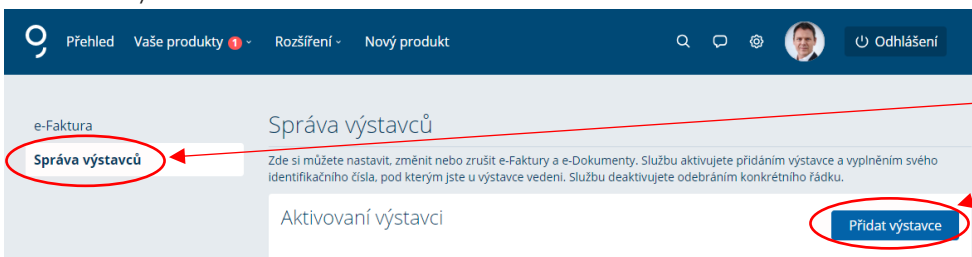 Přehled Vaše produkty 1 Rozšíření Nový produkt Odhlášení
e-Faktura
Správa výstavců
Správa výstavců
Zde si můžete nastavit, změnit nebo zrušit e-Faktury a e-Dokumenty. Službu aktivujete přidáním výstavce a vyplněním svého
identifikačního čísla, pod kterým jste u výstavce vedeni. Službu deaktivujete odebráním konkrétního řádku.
Aktivovaní výstavci
Přidat výstavce